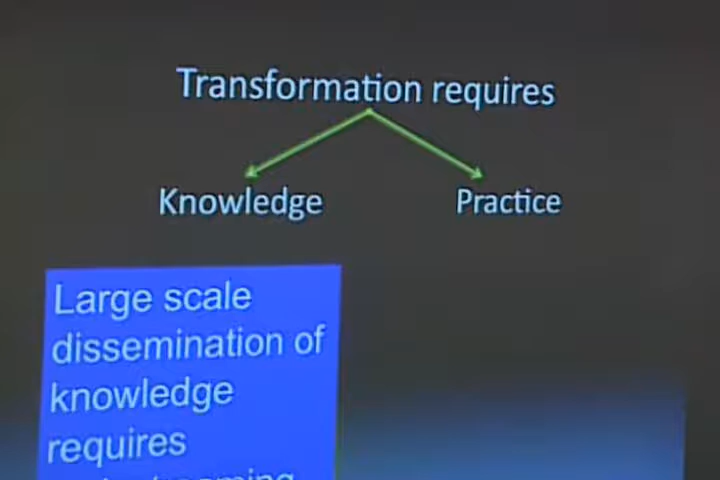 Transformation requires
Knowledge
Practice
Large scale
dissemination of
knowledge
requires